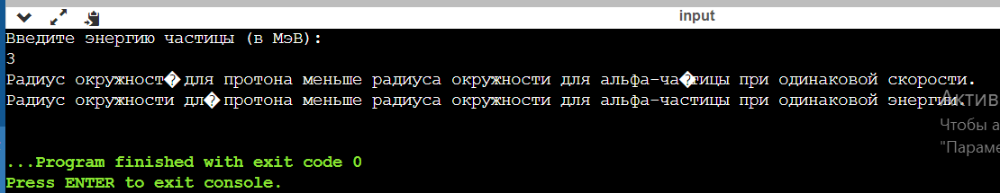 input
Введите энергию частицы (в МэВ):
3
Радиус окружност� для протона меньше радиуса окружности для альфа-ча�тицы при одинаковой скорости.
Радиус окружности дл� протона меньше радиуса окружности для альфа-частицы при одинаковой энергии.
Актив
Чтобы а
"Параме
...Program finished with exit code 0
Press ENTER to exit console.